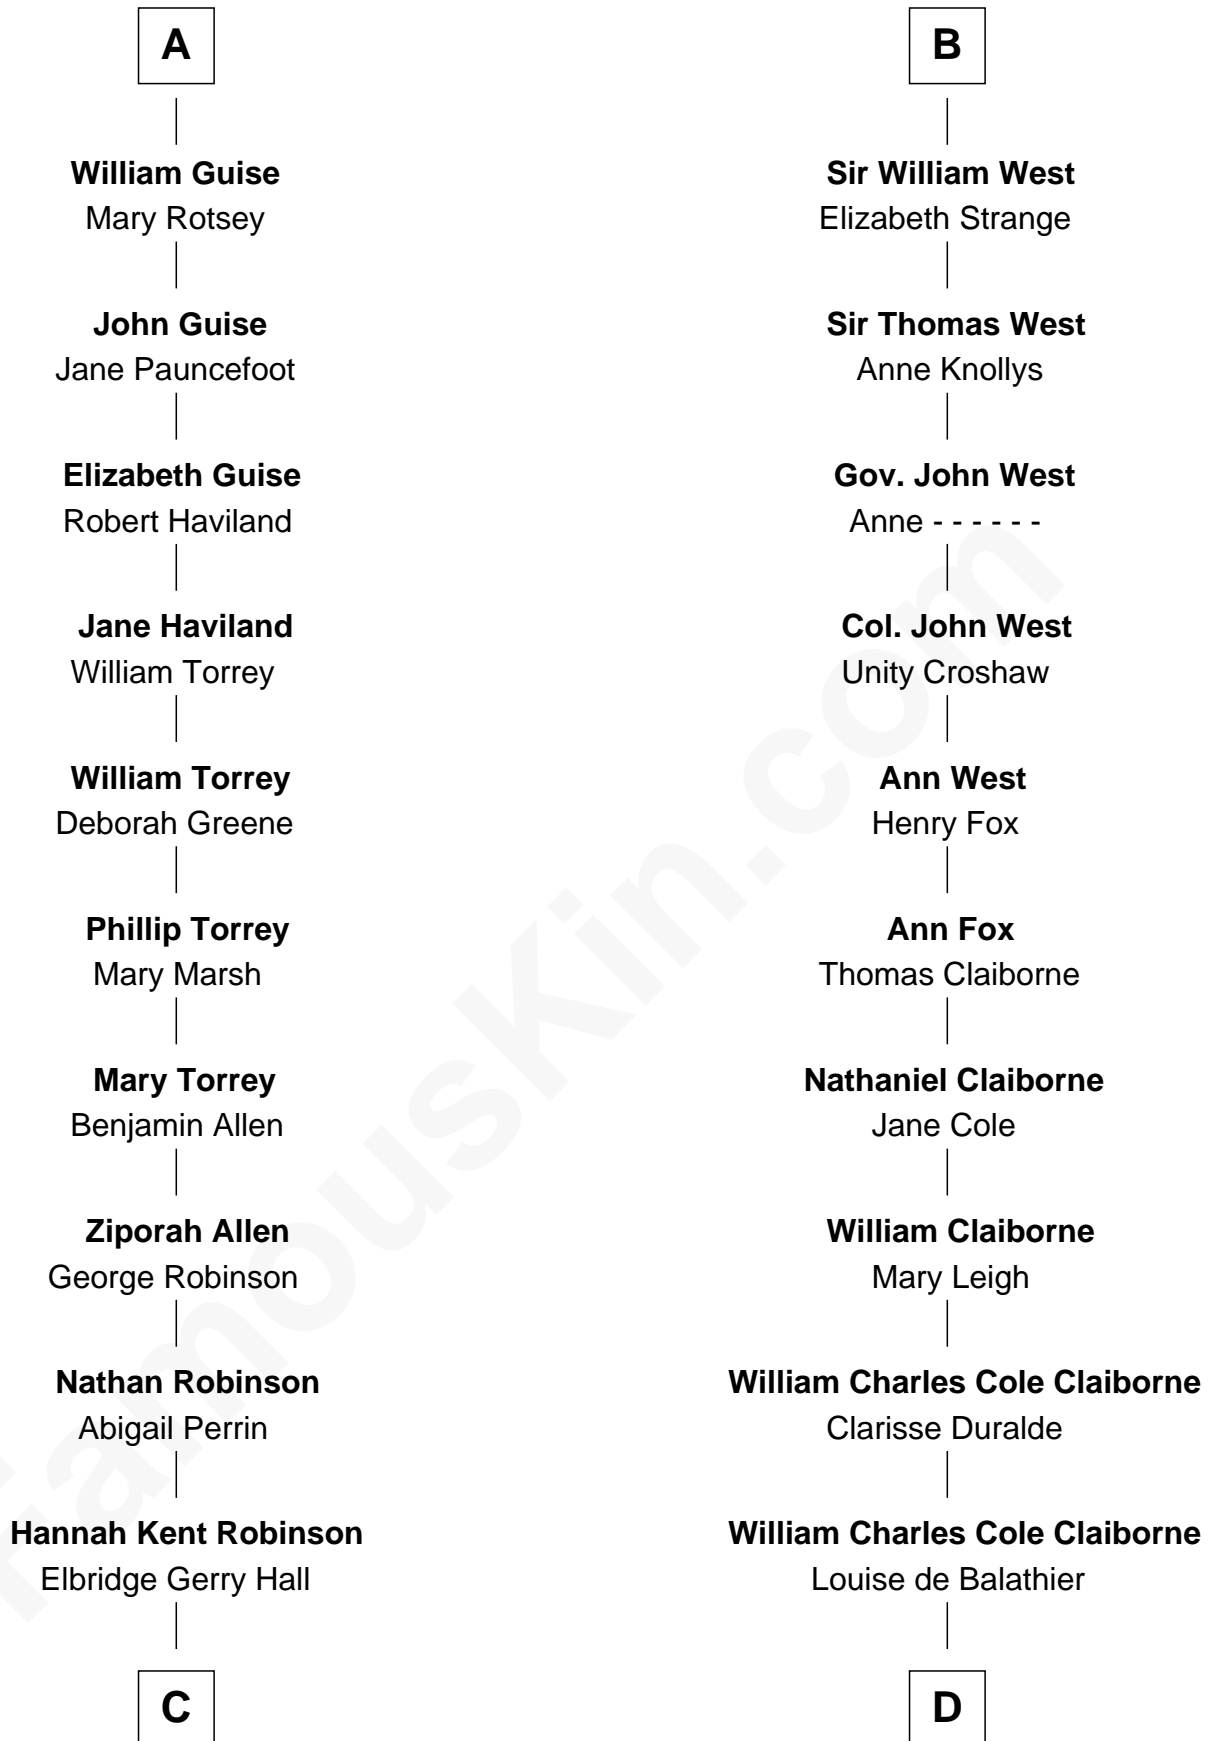 A
William Guise
Mary Rotsey
John Guise
Jane Pauncefoot
Elizabeth Guise
Robert Haviland
Jane Haviland
William Torrey
William Torrey
Deborah Greene
Phillip Torrey
Mary Marsh
Mary Torrey
Benjamin Allen
Ziporah Allen
George Robinson
Nathan Robinson
Abigail Perrin
Hannah Kent Robinson
Elbridge Gerry Hall
C
B
Sir William West
Elizabeth Strange
Sir Thomas West
Anne Knollys
Gov. John West
Anne - - - - - -
Col. John West
Unity Croshaw
Ann West
Henry Fox
Ann Fox
Thomas Claiborne
Nathaniel Claiborne
Jane Cole
William Claiborne
Mary Leigh
William Charles Cole Claiborne
Clarisse Duralde
William Charles Cole Claiborne
Louise de Balathier
D
FamousKin.com